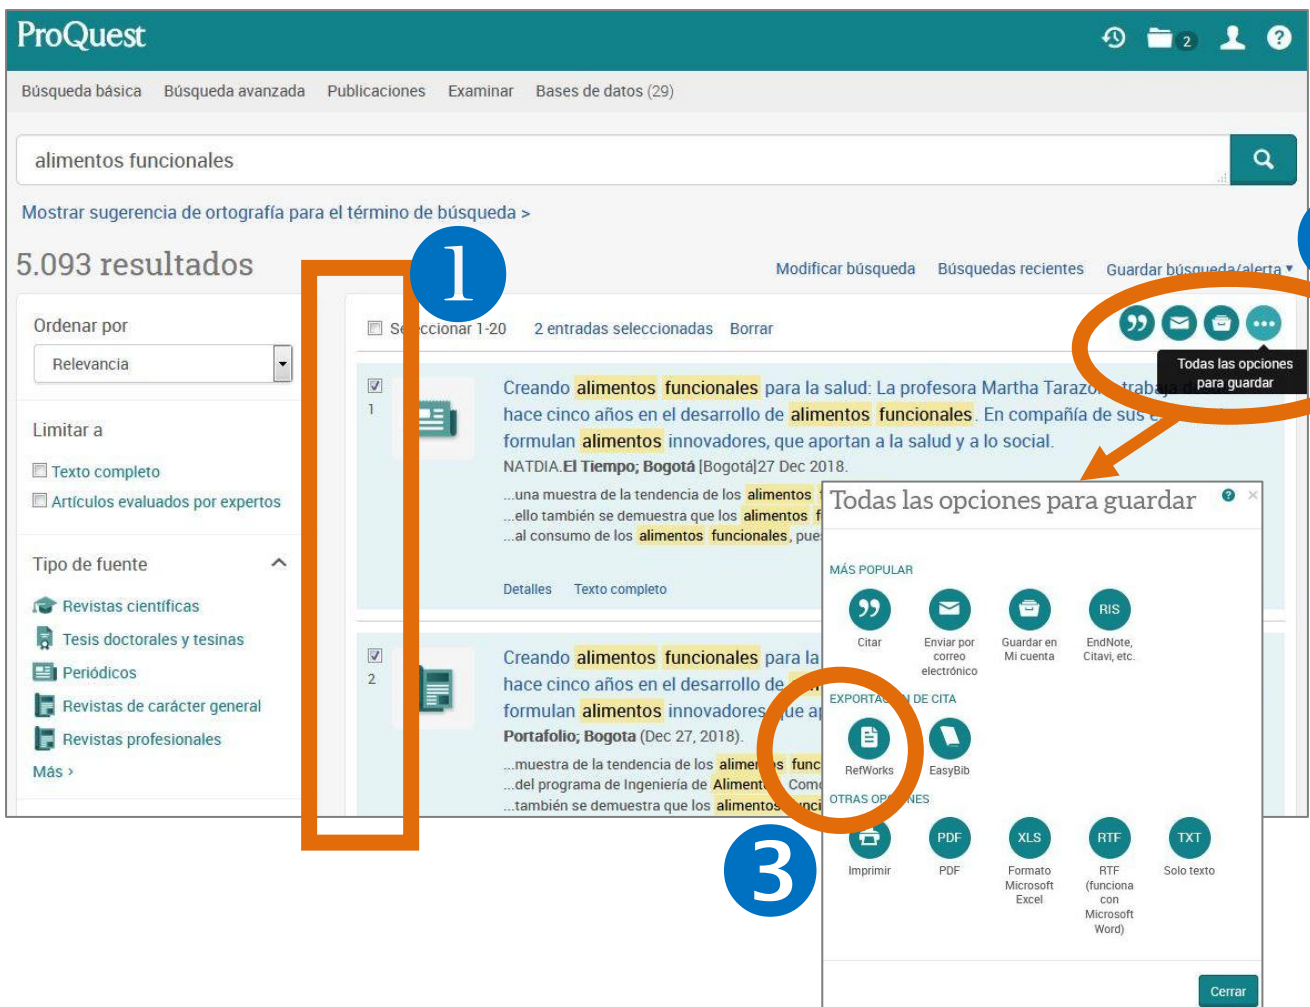 ProQuest
2
Búsqueda básica Búsqueda avanzada Publicaciones Examinar Bases de datos (29)
alimentos funcionales
Mostrar sugerencia de ortografía para el término de búsqueda >
5.093 resultados
Modificar búsqueda Búsquedas recientes Guardar búsqueda/alerta
1
Ordenar por
Relevancia
Limitar a
Texto completo
Artículos evaluados por expertos
Tipo de fuente
Revistas científicas
Tesis doctorales y tesinas
Periódicos
Revistas de carácter general
Revistas profesionales
Más >
1-20 2 entradas seleccionadas Borrar
Todas las opciones
para guardar
1
Creando alimentos funcionales para la salud: La profesora Martha
hace cinco años en el desarrollo de alimentos funcionales. En compañía de sus
formulan alimentos innovadores, que aportan a la salud y a lo social.
NATDIA.El Tiempo; Bogotá [Bogotá]27 Dec 2018.
...una muestra de la tendencia de los alimentos
...ello también se demuestra que los alimentos
...al consumo de los alimentos funcionales,
Detalles Texto completo
2
Creando alimentos funcionales para la
hace cinco años en el desarrollo de
formulan alimentos innovadores
Portafolio; Bogota (Dec 27, 2018).
...muestra de la tendencia de los
...del programa de Ingeniería de
...también se demuestra que los alimentos
Todas las opciones para guardar
MÁS POPULAR
Citar
Enviar por
correo
electrónico
Guardar en
Mi cuenta
RIS
EndNote,
Citavi, etc.
DE CITA
RefWorks
EasyBib
3
Imprimir
PDF
PDF
XLS
Formato
Microsoft
Excel
RTF
RTF
(funciona
con
Microsoft
Word)
TXT
Solo texto
Cerrar